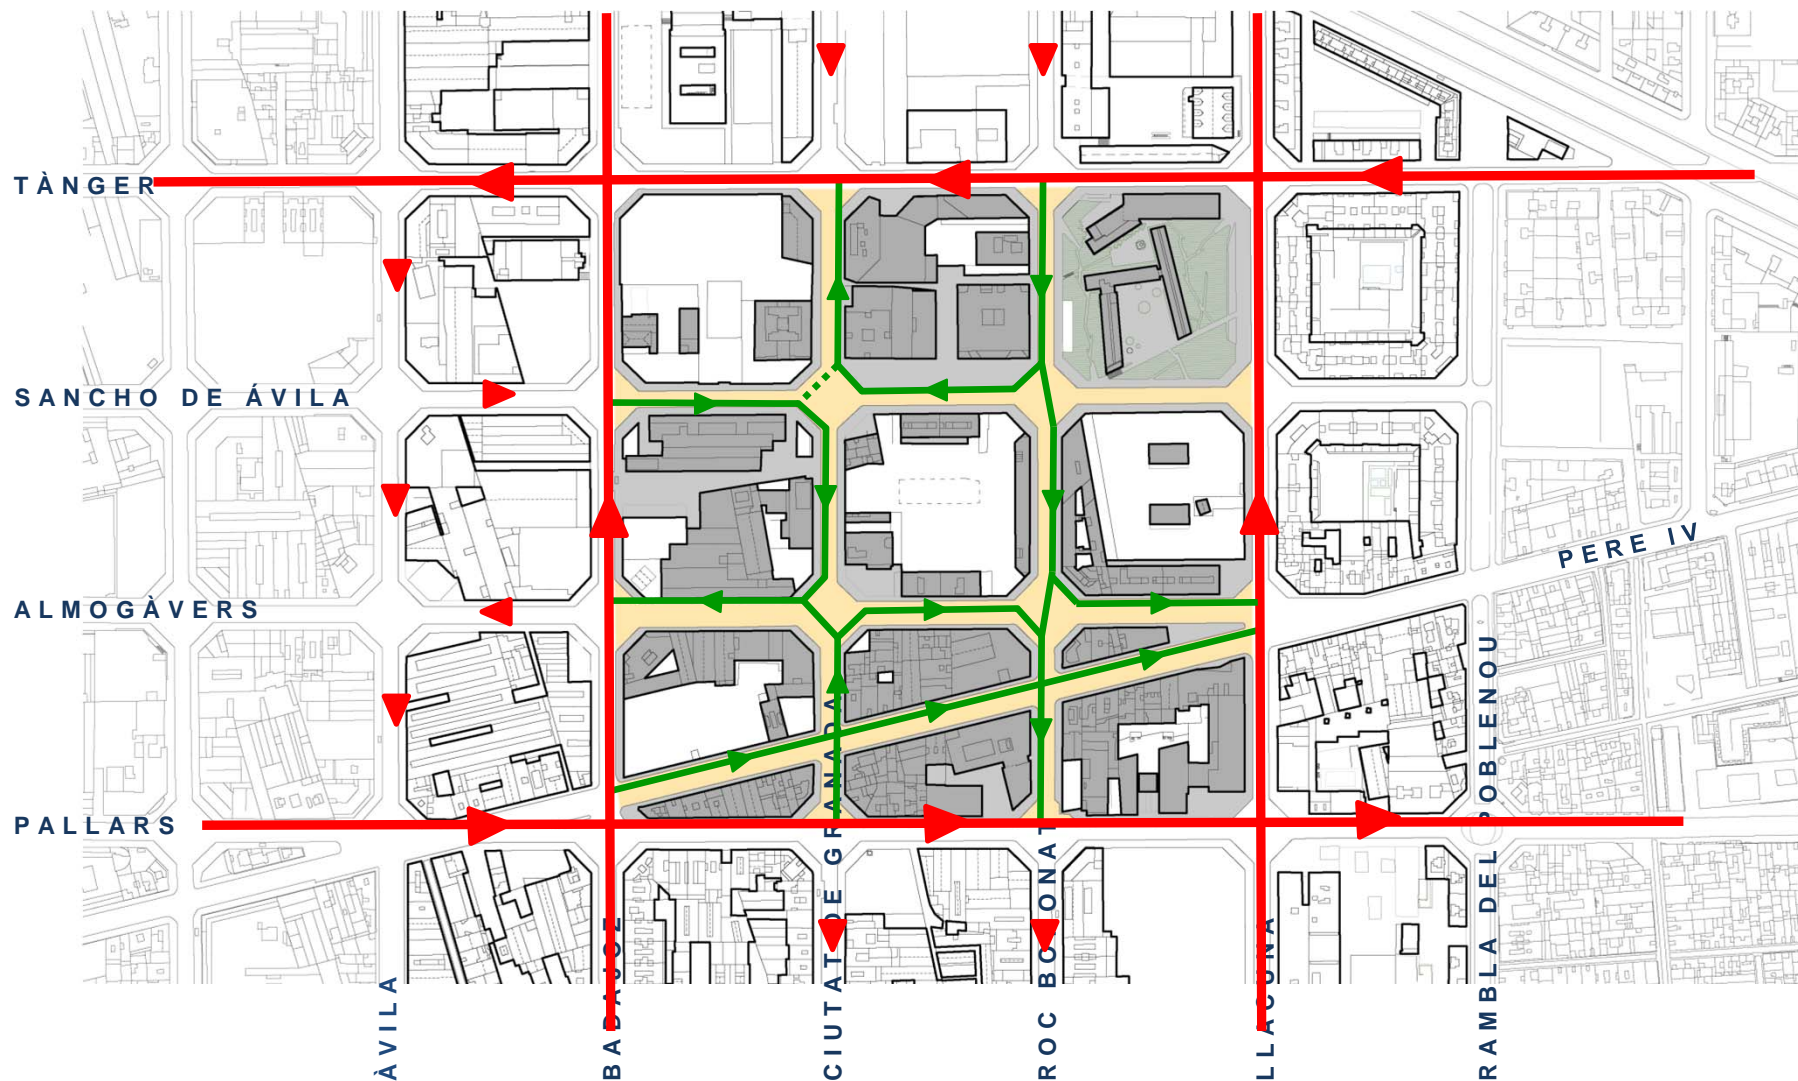 TÀNGER
SANCHO DE ÁVILA
PERE IV
ALMOGÀVERS
PALLARS
ÀVILA
BADAJOZ
CIUTAT DE GRANADA
ROC BORONAT
LLACUNA
RAMBLA DEL POBLENOU